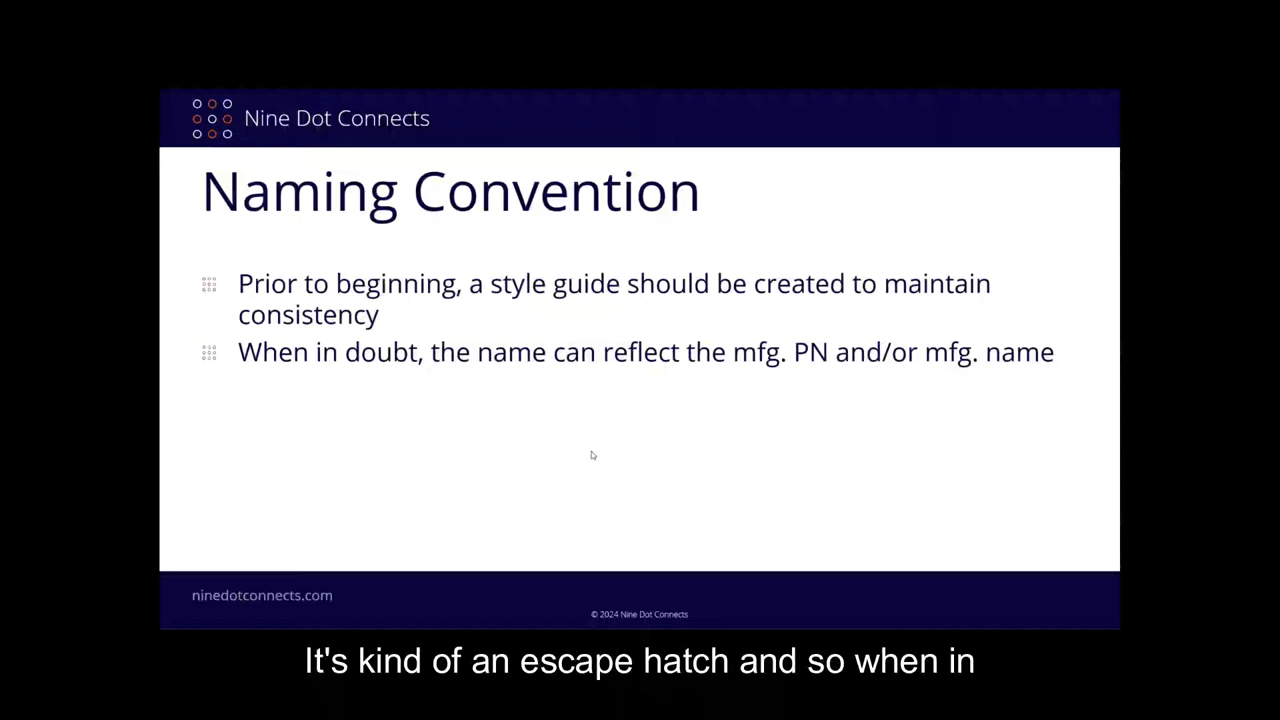 Nine Dot Connects
Naming Convention
Prior to beginning, a style guide should be created to maintain
consistency
When in doubt, the name can reflect the mfg. PN and/or mfg. name
ninedotconnects.com
© 2024 Nine Dot Connects
It's kind of an escape hatch and so when in